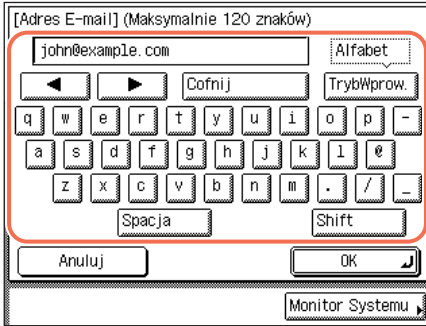 [Adres E-mail] (Maksymalnie 120 znaków)
john@example.com Alfabet
Cofnij TrybWprow.
q w e r t y u i o p -
a s d f g h j k l @
z x c v b n m . / _
Spacja Shift
Anuluj OK
Monitor Systemu